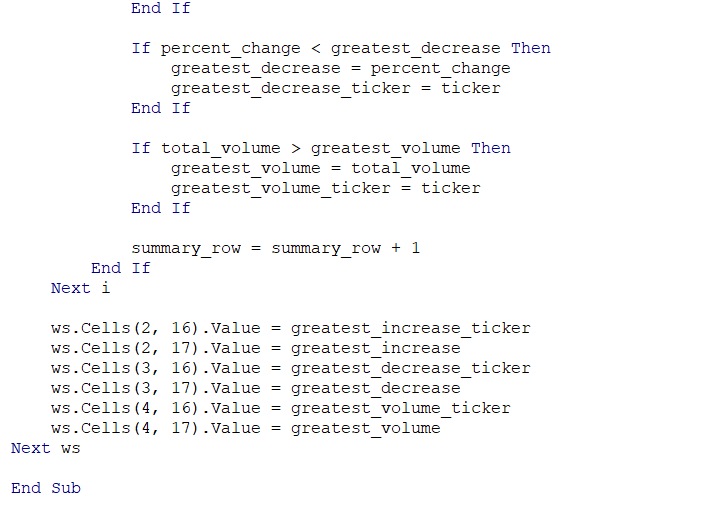 End If
If percent_change < greatest_decrease Then
greatest_decrease = percent_change
greatest_decrease_ticker = ticker
End If
If total_volume > greatest_volume Then
greatest_volume = total_volume
greatest_volume_ticker = ticker
End If
summary_row = summary_row + 1
End If
Next i
ws.Cells(2, 16).Value = greatest_increase_ticker
ws.Cells(2, 17).Value = greatest_increase
ws.Cells(3, 16).Value = greatest_decrease_ticker
ws.Cells(3, 17).Value = greatest_decrease
ws.Cells(4, 16).Value = greatest_volume_ticker
ws.Cells(4, 17).Value = greatest_volume
Next ws
End Sub